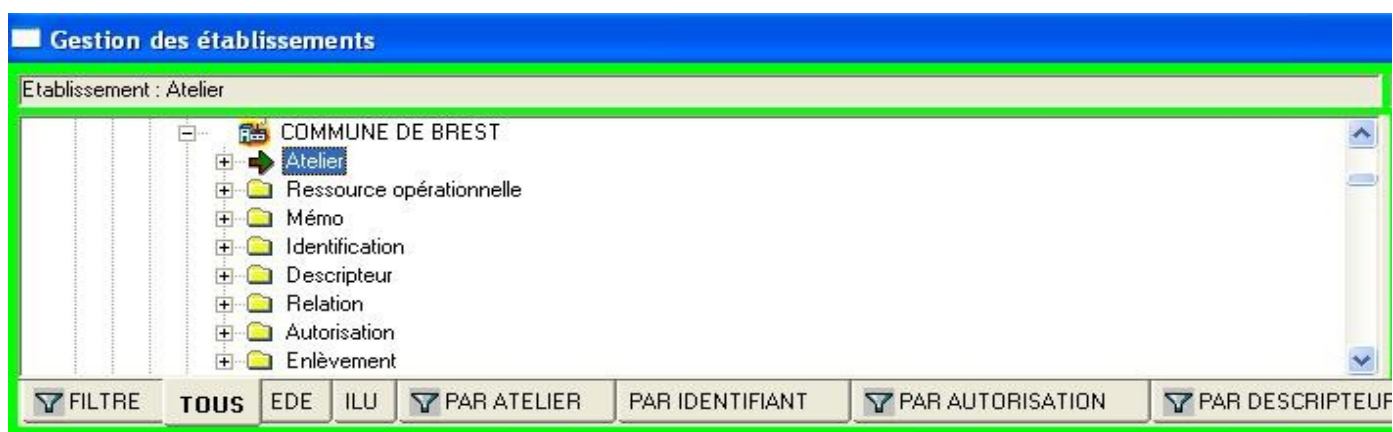 Gestion des établissements
Etablissement : Atelier
COMMUNE DE BREST
Atelier
Ressource opérationnelle
Mémo
Identification
Descripteur
Relation
Autorisation
Enlèvement
FILTRE TOUS EDE ILU PAR ATELIER PAR IDENTIFIANT PAR AUTORISATION PAR DESCRIPTEUR